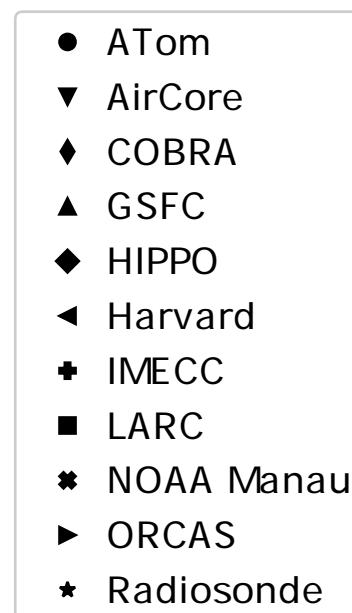 ATom
AirCore
COBRA
GSFC
HIPPO
Harvard
IMECC
LARC
NOAA Manau
ORCAS
Radiosonde